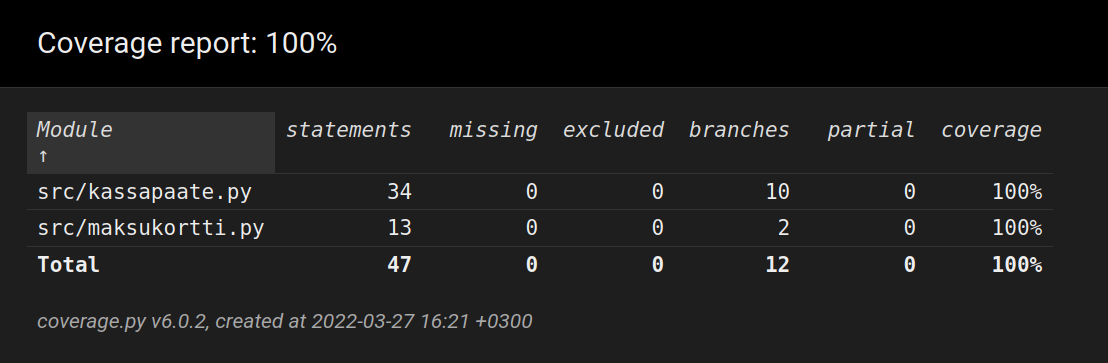 Coverage report: 100%
Module statements missing excluded branches partial coverage
↑
src/kassapaate.py 34 0 0 10 0 100%
src/maksukortti.py 13 0 0 2 0 100%
Total 47 0 0 12 0 100%
coverage.py v6.0.2, created at 2022-03-27 16:21 +0300